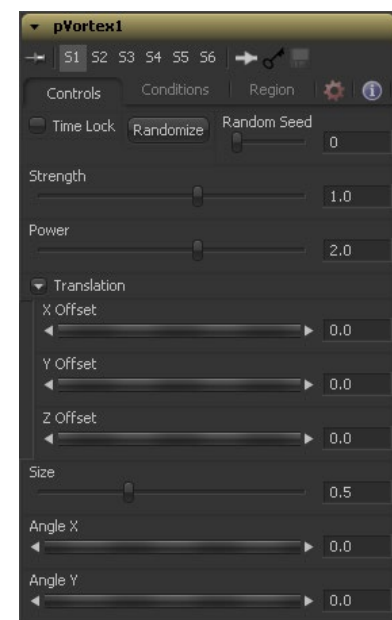 pVortex1
S1 S2 S3 S4 S5 S6
Controls Conditions Region
Time Lock Randomize Random Seed 0
Strength
1.0
Power
2.0
Translation
X Offset
0.0
Y Offset
0.0
Z Offset
0.0
Size
0.5
Angle X
0.0
Angle Y
0.0